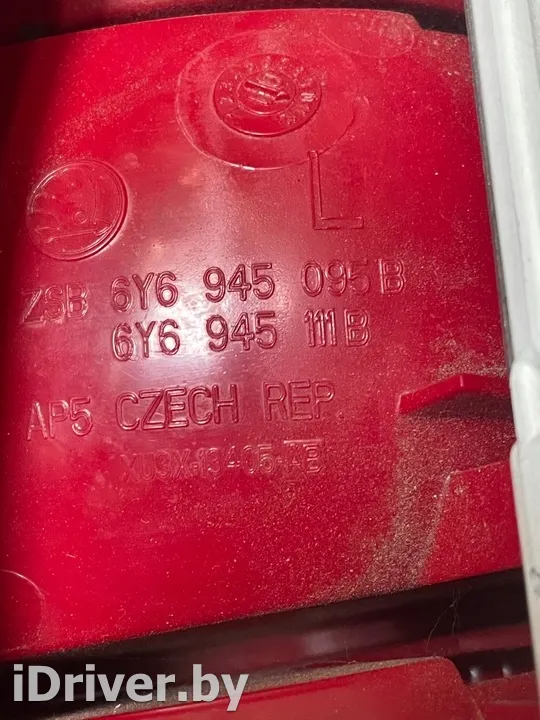 L
ZSB 6Y6 945 095 B
6Y6 945 111 B
AP5 CZECH REP.
iDriver.by